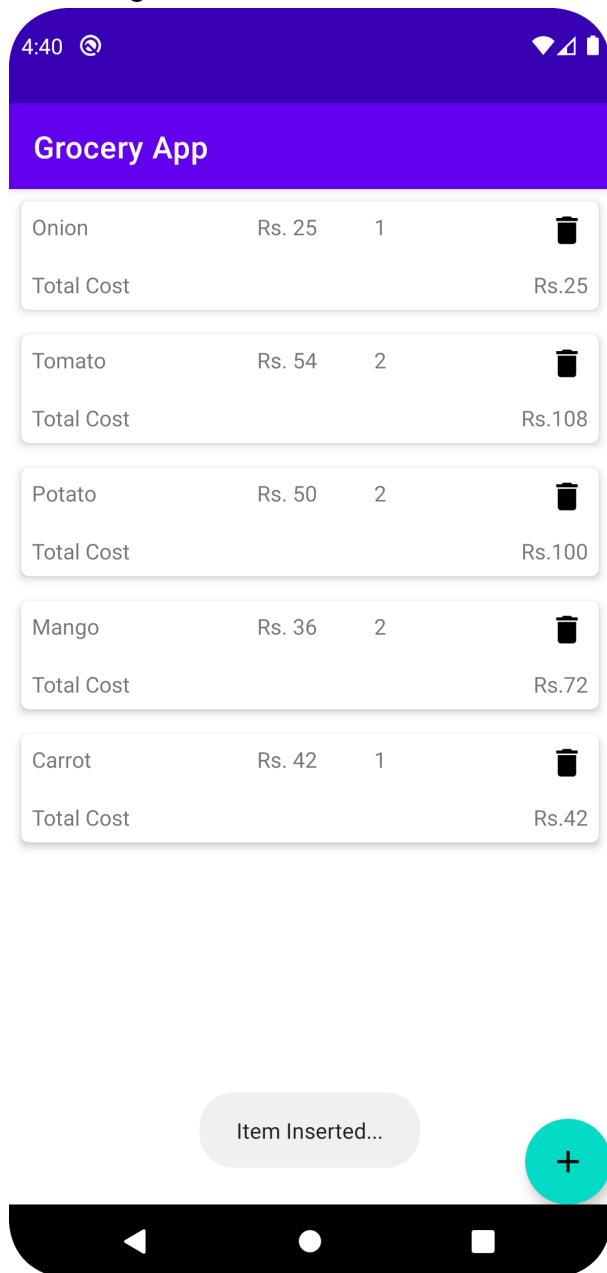 4:40
Grocery App
Onion Rs. 25 1
Total Cost Rs.25
Tomato Rs. 54 2
Total Cost Rs.108
Potato Rs. 50 2
Total Cost Rs.100
Mango Rs. 36 2
Total Cost Rs.72
Carrot Rs. 42 1
Total Cost Rs.42
Item Inserted...
+